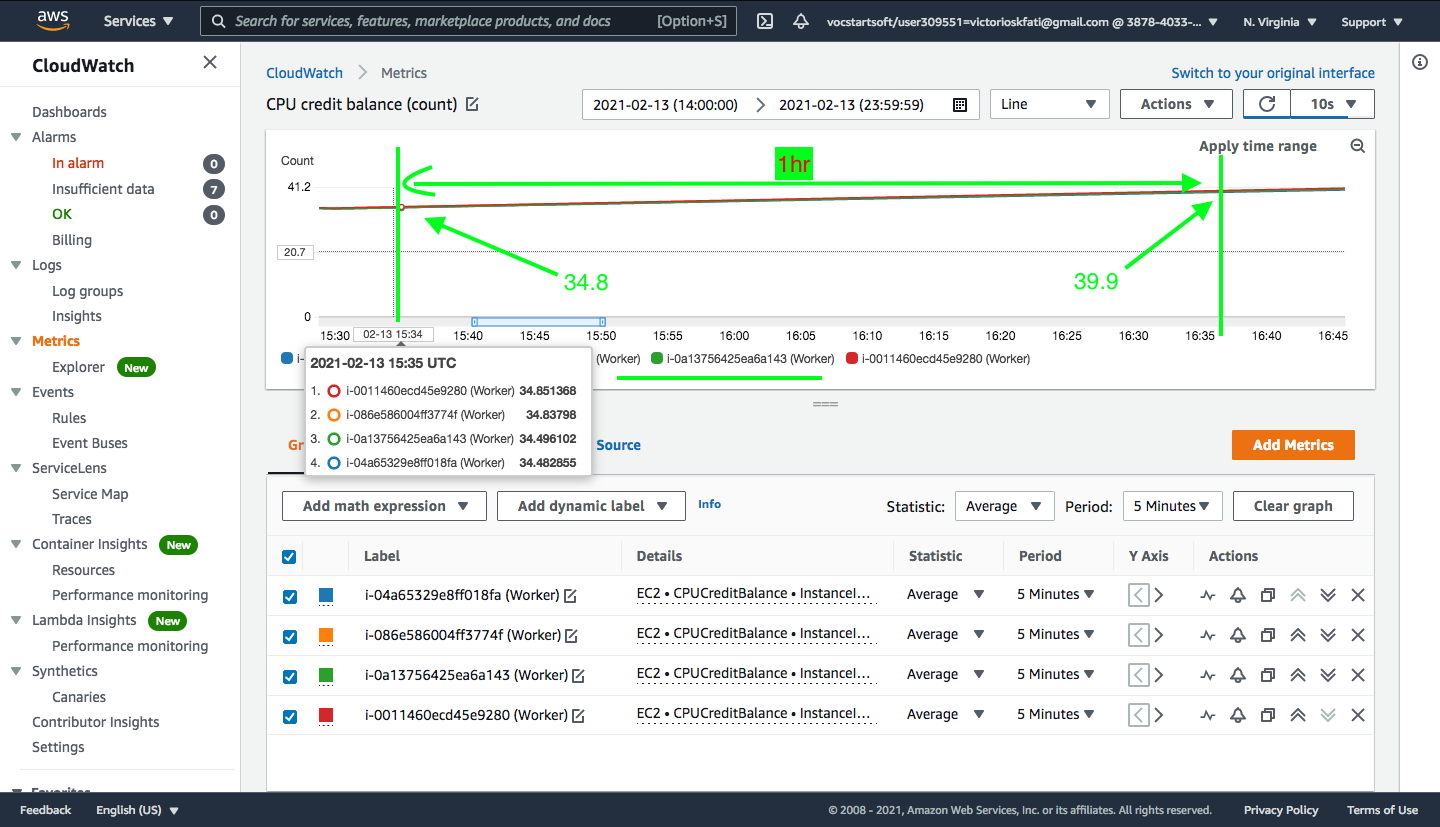 aws
Services
Search for services, features, marketplace products, and docs [Option+S]
vocstartsoft/user309551=victorioskfati@gmail.com @ 3878-4033-...
N. Virginia
Support
CloudWatch
Dashboards
Alarms
In alarm 0
Insufficient data 7
OK 0
Billing
Logs
Log groups
Insights
Metrics
Explorer New
Events
Rules
Event Buses
ServiceLens
Service Map
Traces
Container Insights New
Resources
Performance monitoring
Lambda Insights New
Performance monitoring
Synthetics
Canaries
Contributor Insights
Settings
Favorites
CloudWatch Metrics
Switch to your original interface
CPU credit balance (count)
2021-02-13 (14:00:00) 2021-02-13 (23:59:59)
Line
Actions
10s
Apply time range
Count
1hr
41.2
20.7
0
34.8
39.9
15:30 02-13 15:34 15:40 15:45 15:50 15:55 16:00 16:05 16:10 16:15 16:20 16:25 16:30 16:35 16:40 16:45
i- (Worker) i-0a13756425ea6a143 (Worker) i-0011460ecd45e9280 (Worker)
2021-02-13 15:35 UTC
1. i-0011460ecd45e9280 (Worker) 34.851368
2. i-086e586004ff3774f (Worker) 34.83798
3. i-0a13756425ea6a143 (Worker) 34.496102
4. i-04a65329e8ff018fa (Worker) 34.482855
Gr
Source
Add Metrics
Add math expression
Add dynamic label
Info
Statistic: Average
Period: 5 Minutes
Clear graph
Label Details Statistic Period Y Axis Actions
i-04a65329e8ff018fa (Worker) EC2 • CPUCreditBalance • InstanceI... Average 5 Minutes
i-086e586004ff3774f (Worker) EC2 • CPUCreditBalance • InstanceI... Average 5 Minutes
i-0a13756425ea6a143 (Worker) EC2 • CPUCreditBalance • InstanceI... Average 5 Minutes
i-0011460ecd45e9280 (Worker) EC2 • CPUCreditBalance • InstanceI... Average 5 Minutes
Feedback
English (US)
© 2008 - 2021, Amazon Web Services, Inc. or its affiliates. All rights reserved.
Privacy Policy
Terms of Use